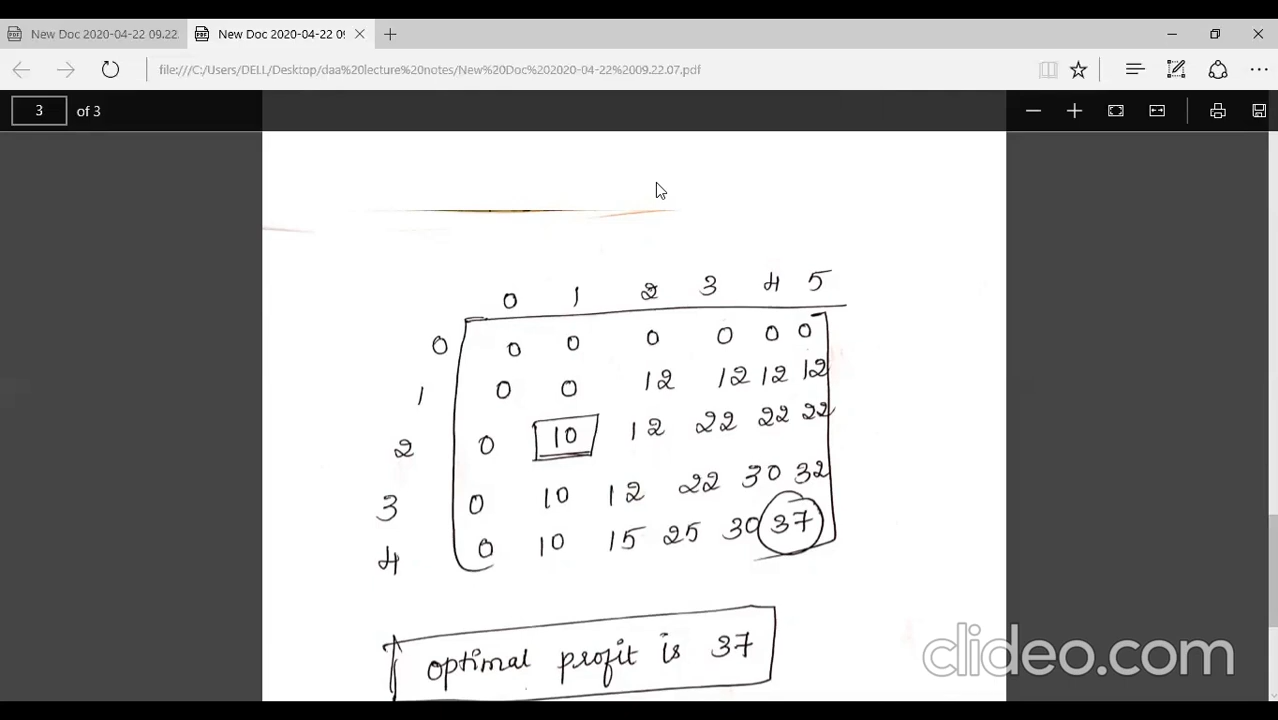 New Doc 2020-04-22 09.22. New Doc 2020-04-22 09
file:///C:/Users/DELL/Desktop/daa%20lecture%20notes/New%20Doc%202020-04-22%2009.22.07.pdf
3 of 3
0 1 2 3 4 5
0 0 0 0 0 0 0
1 0 0 12 12 12 12
2 0 10 12 22 22 22
3 0 10 12 22 30 32
4 0 10 15 25 30 37
optimal profit is 37
clideo.com